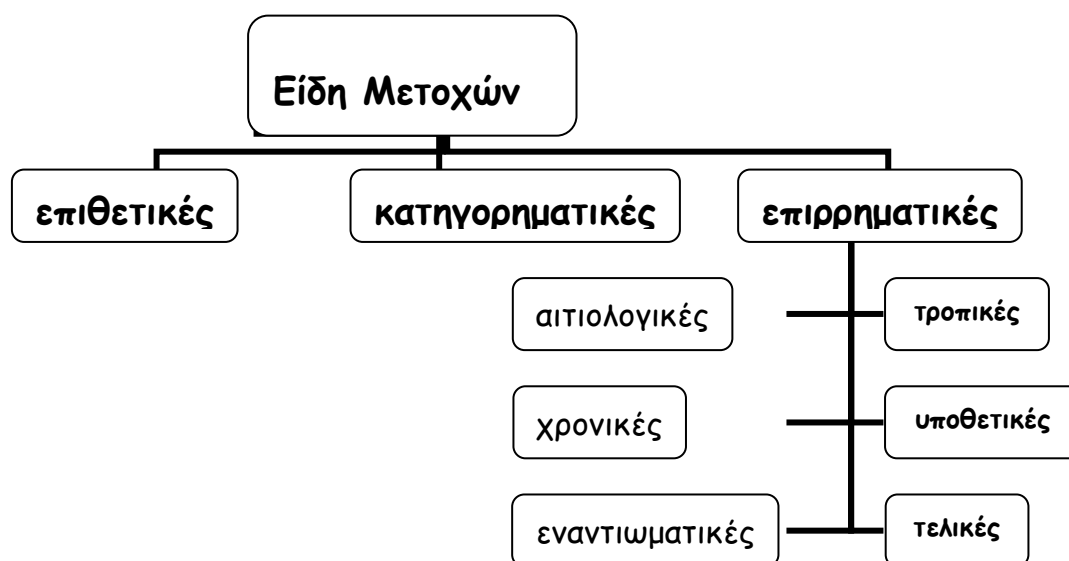 Είδη Μετοχών
επιθετικές
κατηγορηματικές
επιρρηματικές
αιτιολογικές
τροπικές
χρονικές
υποθετικές
εναντιωματικές
τελικές